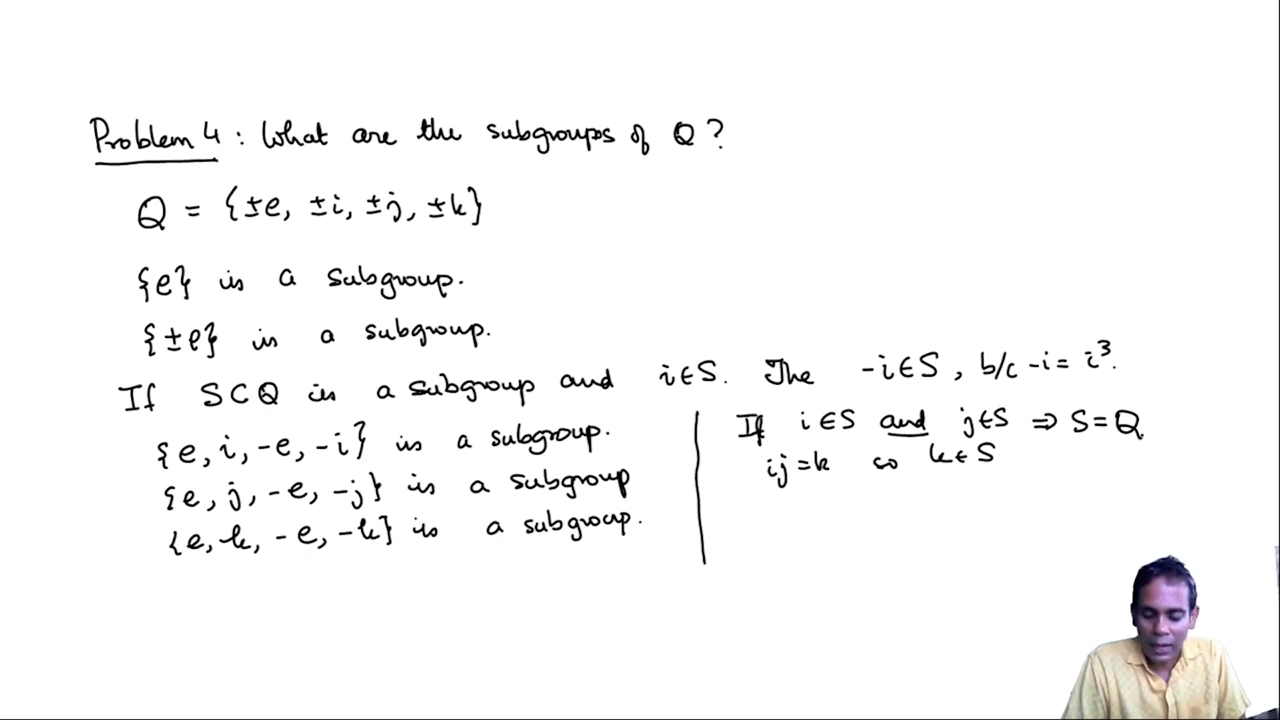 Problem 4 : What are the subgroups of Q ?
Q = {±e, ±i, ±j, ±k}
{e} is a subgroup.
{±e} is a subgroup.
If S⊂Q is a subgroup and i∈S. The -i∈S, b/c -i = i³.
{e, i, -e, -i} is a subgroup.
{e, j, -e, -j} is a subgroup
{e, k, -e, -k} is a subgroup.
If i∈S and j∈S ⇒ S=Q
ij=k so k∈S